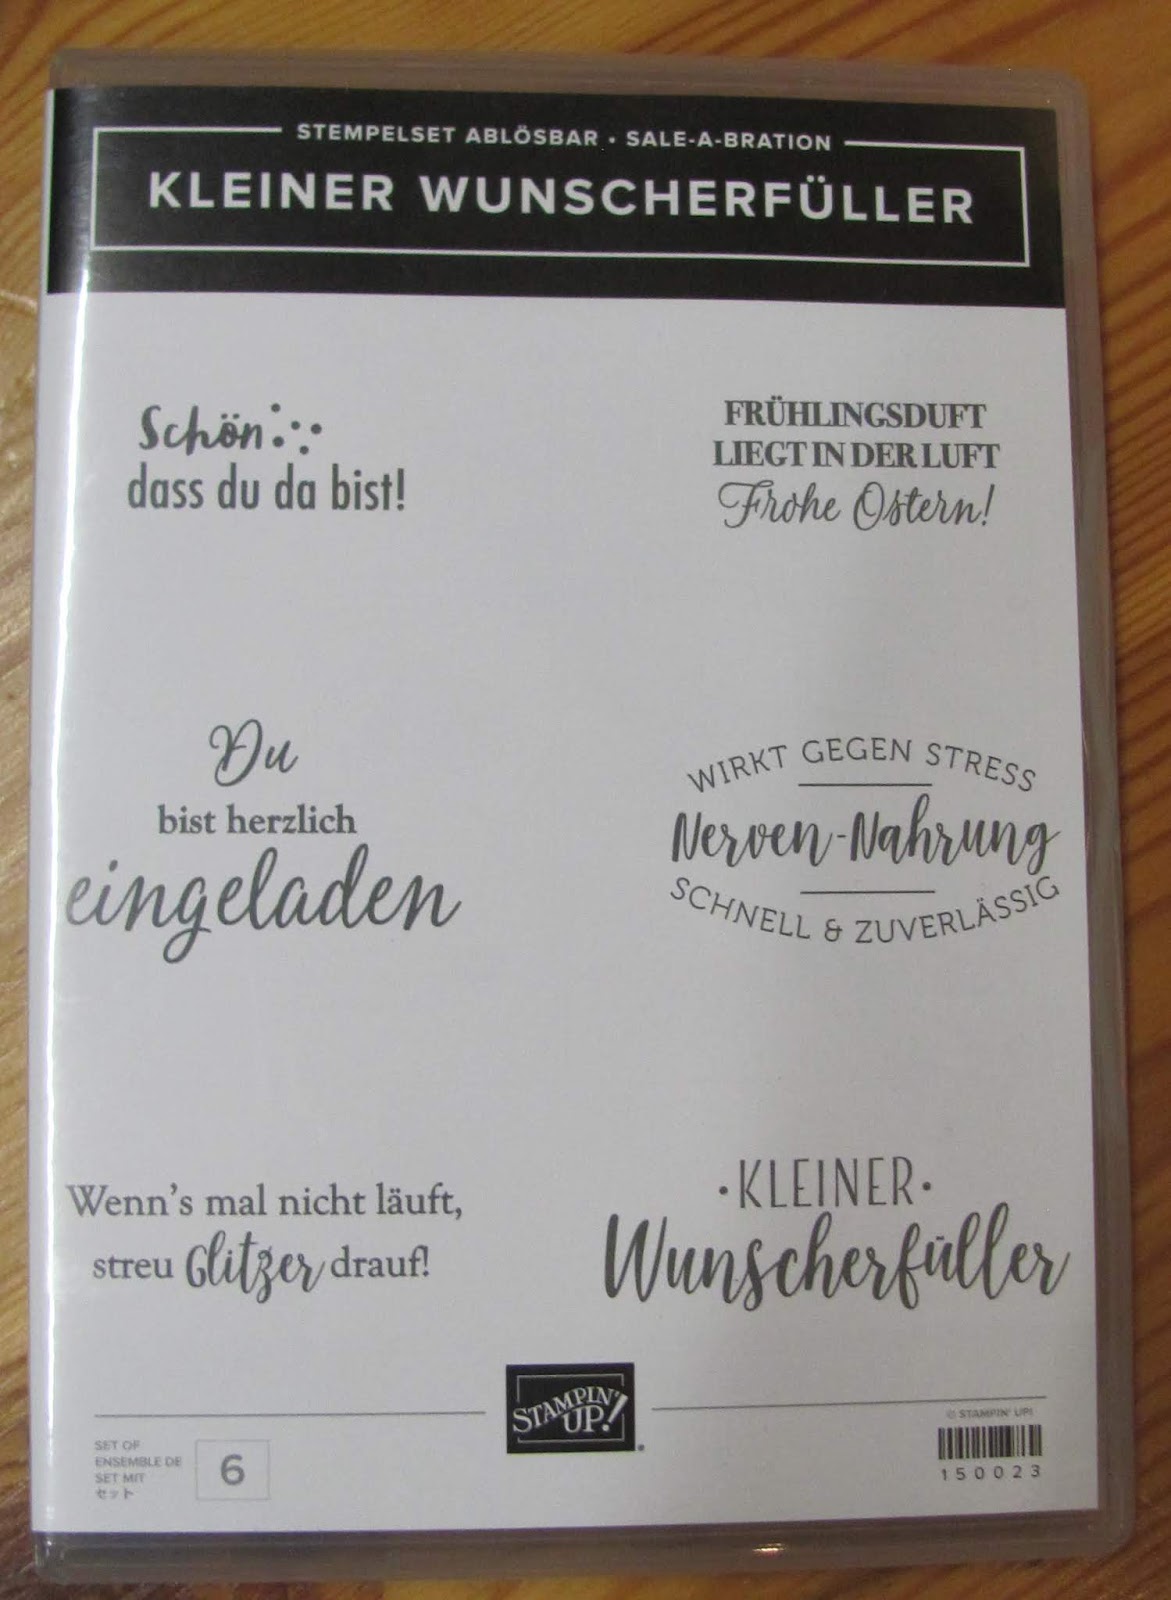 STEMPELSET ABLÖSBAR • SALE-A-BRATION
KLEINER WUNSCHERFÜLLER
Schön
dass du da bist!
FRÜHLINGSDUFT
LIEGT IN DER LUFT
Frohe Ostern!
Du
bist herzlich
eingeladen
WIRKT GEGEN STRESS
Nerven-Nahrung
SCHNELL & ZUVERLÄSSIG
Wenn's mal nicht läuft,
streu Glitzer drauf!
• KLEINER •
Wunscherfüller
STAMPIN'
UP!
SET OF
ENSEMBLE DE
SET MIT
セット
6
© STAMPIN' UP!
150023